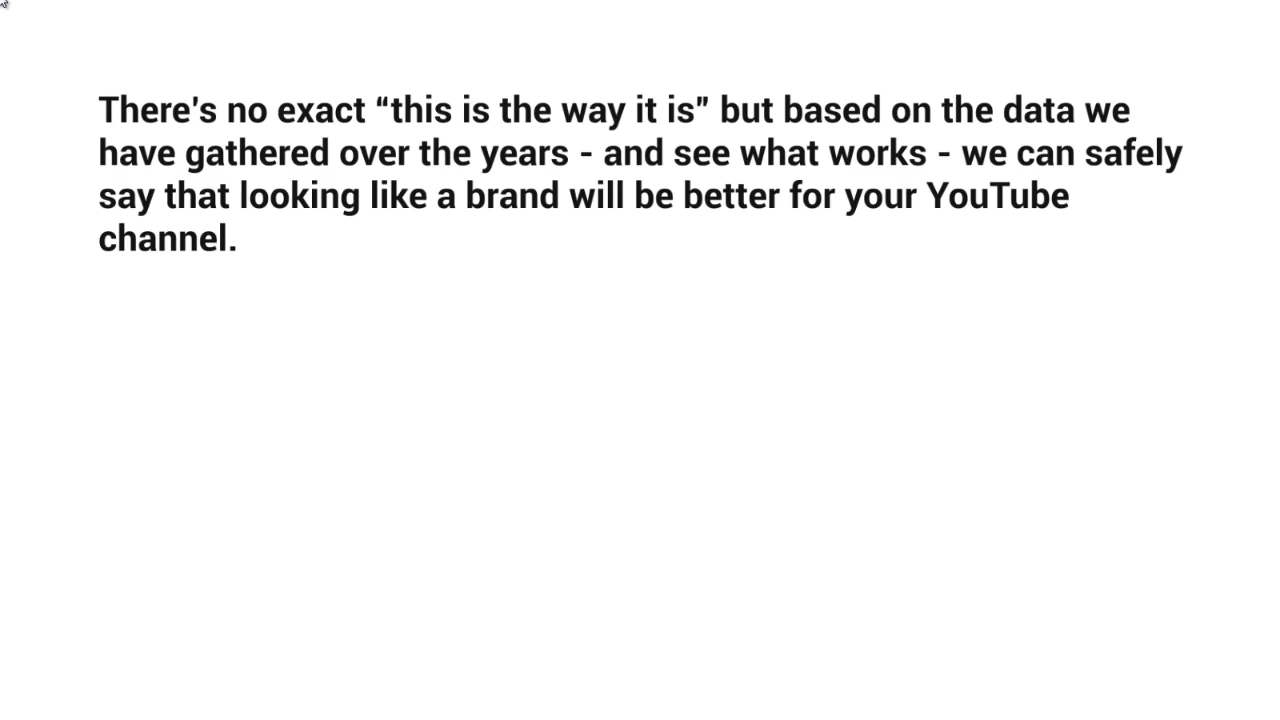 There's no exact “this is the way it is” but based on the data we
have gathered over the years - and see what works - we can safely
say that looking like a brand will be better for your YouTube
channel.